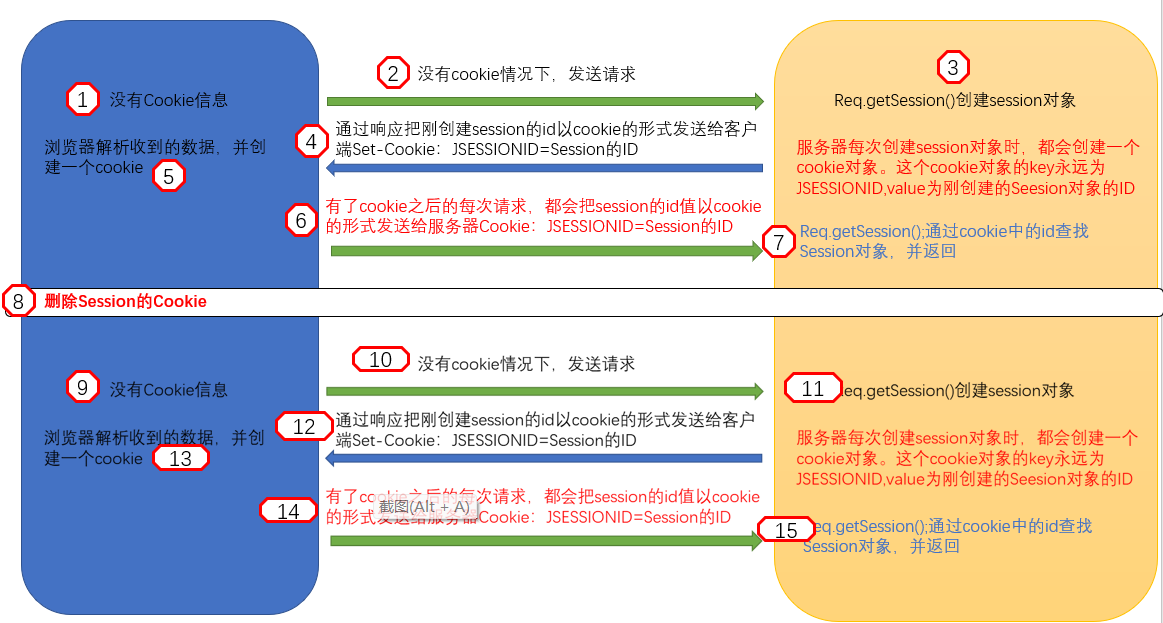 2 没有cookie情况下，发送请求
3
1 没有Cookie信息
Req.getSession()创建session对象
4 通过响应把刚创建session的id以cookie的形式发送给客户
端Set-Cookie：JSESSIONID=Session的ID
浏览器解析收到的数据，并创
建一个cookie 5
服务器每次创建session对象时，都会创建一个
cookie对象。这个cookie对象的key永远为
JSESSIONID,value为刚创建的Seesion对象的ID
6 有了cookie之后的每次请求，都会把session的id值以cookie
的形式发送给服务器Cookie：JSESSIONID=Session的ID
7 Req.getSession();通过cookie中的id查找
Session对象，并返回
8 删除Session的Cookie
10 没有cookie情况下，发送请求
9 没有Cookie信息
11 eq.getSession()创建session对象
12 通过响应把刚创建session的id以cookie的形式发送给客户
端Set-Cookie：JSESSIONID=Session的ID
浏览器解析收到的数据，并创
建一个cookie 13
服务器每次创建session对象时，都会创建一个
cookie对象。这个cookie对象的key永远为
JSESSIONID,value为刚创建的Seesion对象的ID
14 有了cookie之后的每次请求，都会把session的id值以cookie
截图(Alt + A)
的形式发送给服务器Cookie：JSESSIONID=Session的ID
15 eq.getSession();通过cookie中的id查找
Session对象，并返回